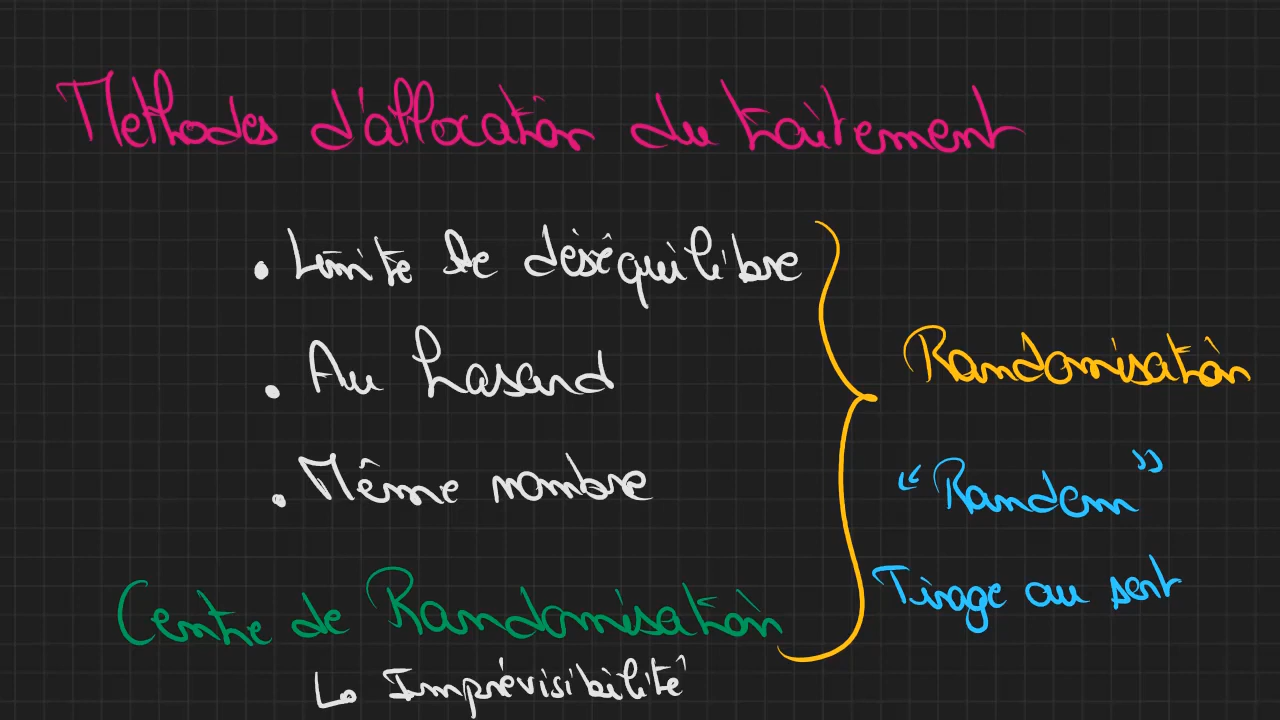 Méthodes d'allocation du traitement
• Limite de déséquilibre
• Au hasard
• Même nombre
Randomisation
"Random"
Tirage au sort
Centre de Randomisation
↳ Imprévisibilité